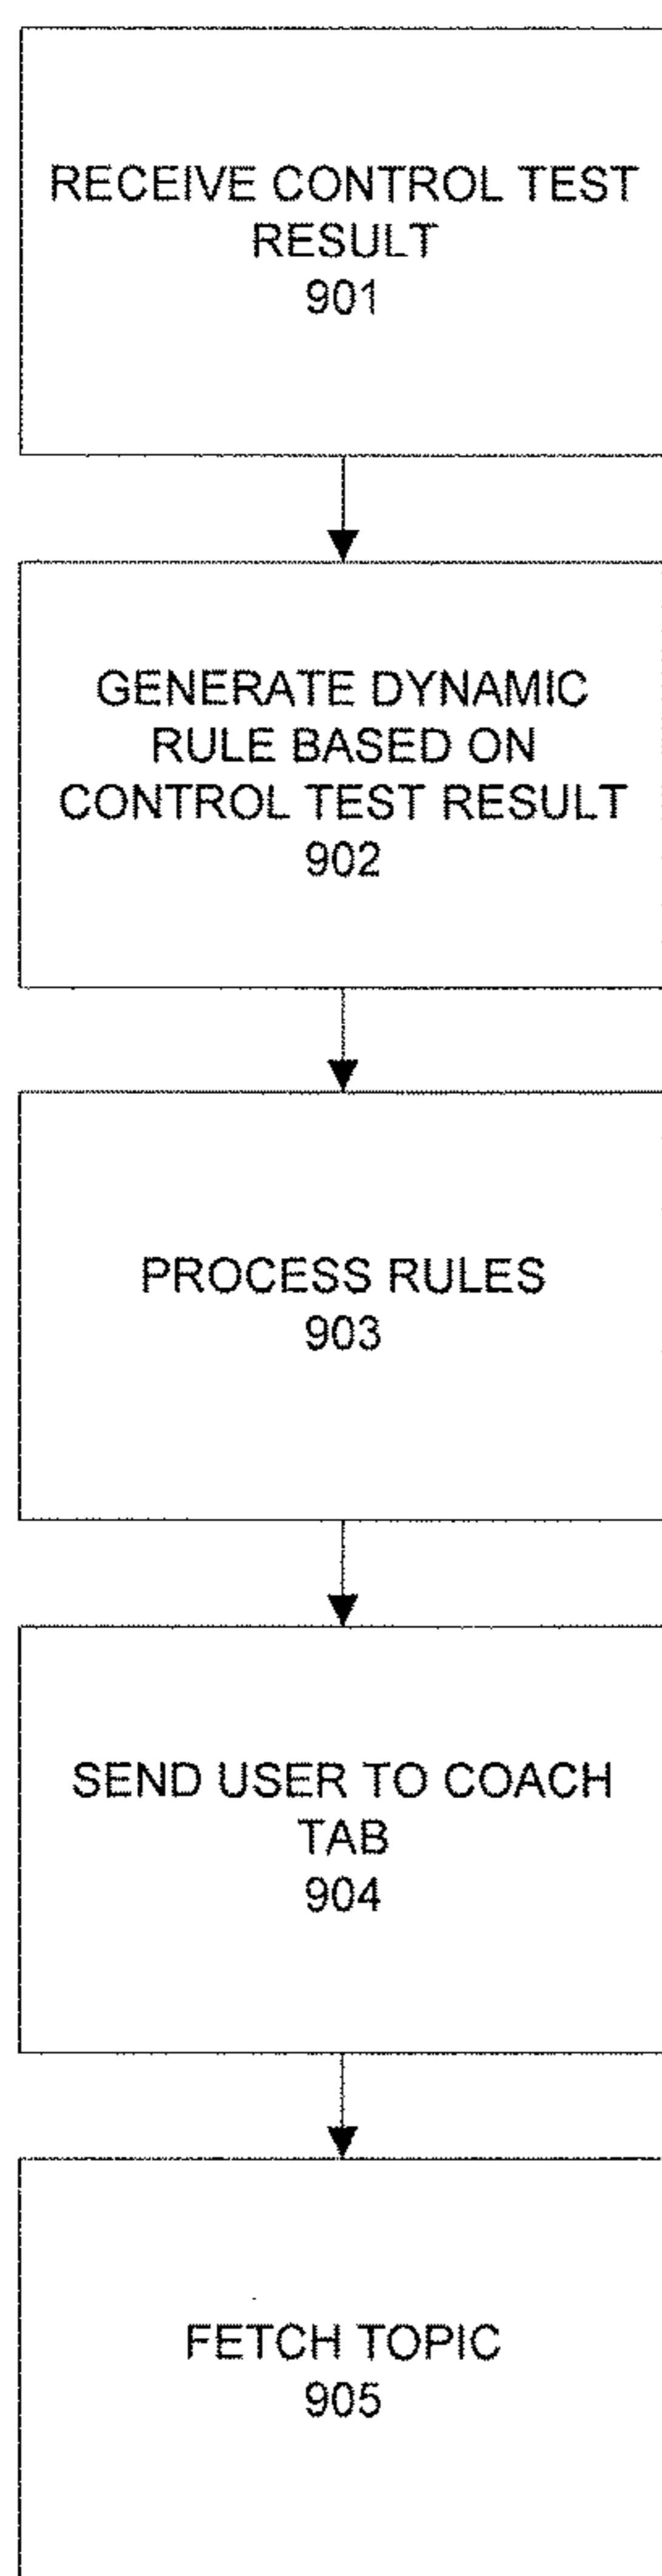 RECEIVE CONTROL TEST
RESULT
901
GENERATE DYNAMIC
RULE BASED ON
CONTROL TEST RESULT
902
PROCESS RULES
903
SEND USER TO COACH
TAB
904
FETCH TOPIC
905